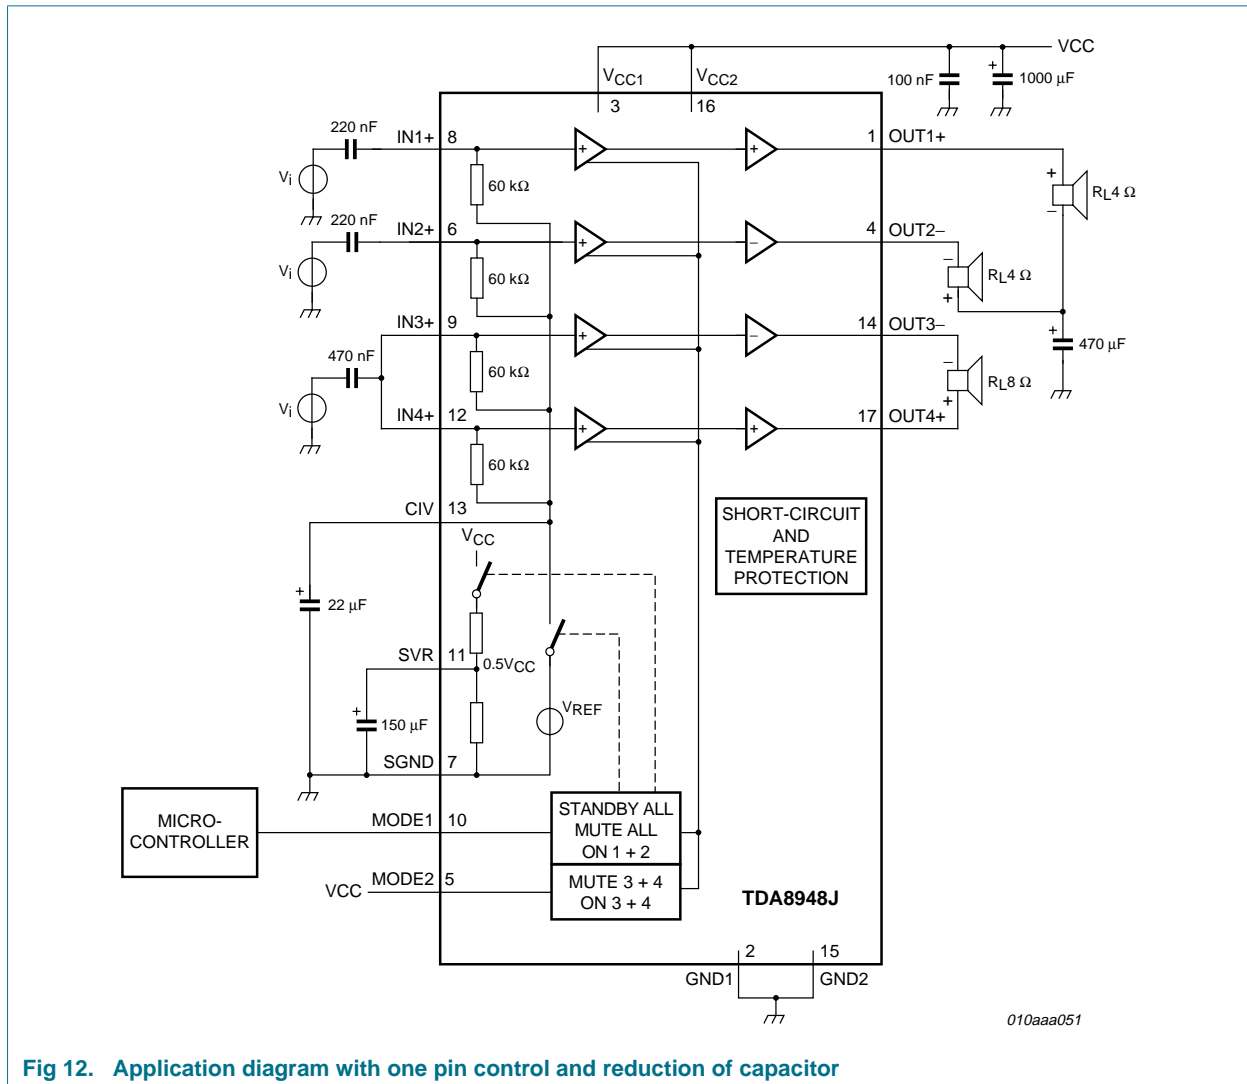 VCC
VCC1
VCC2
100 nF
+
1000 µF
3
16
220 nF
IN1+
8
1
OUT1+
+
+
Vi
60 kΩ
+
−
RL4 Ω
220 nF
IN2+
6
4
OUT2−
+
−
Vi
60 kΩ
−
+
RL4 Ω
IN3+
9
14
OUT3−
+
−
+
470 µF
470 nF
60 kΩ
−
+
RL8 Ω
Vi
IN4+
12
17
OUT4+
+
+
60 kΩ
CIV
13
SHORT-CIRCUIT
AND
TEMPERATURE
PROTECTION
VCC
+
22 µF
SVR
11
0.5VCC
+
150 µF
VREF
SGND
7
MICRO-
CONTROLLER
MODE1
10
STANDBY ALL
MUTE ALL
ON 1 + 2
VCC
MODE2
5
MUTE 3 + 4
ON 3 + 4
TDA8948J
2
15
GND1
GND2
010aaa051
Fig 12. Application diagram with one pin control and reduction of capacitor